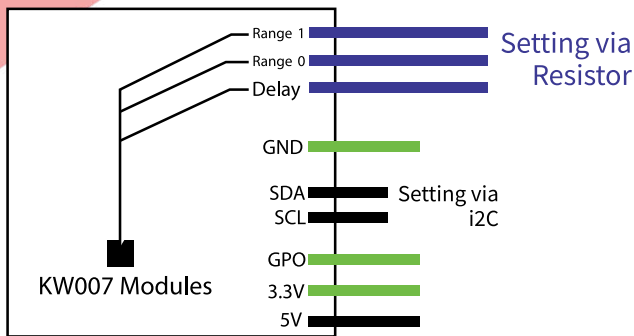 Range 1
Range 0
Delay
Setting via
Resistor
GND
SDA
SCL
Setting via
i2C
GPO
3.3V
5V
KW007 Modules